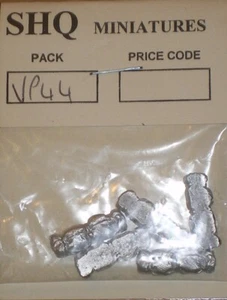 SHQ MINIATURES
PACK PRICE CODE
VP44